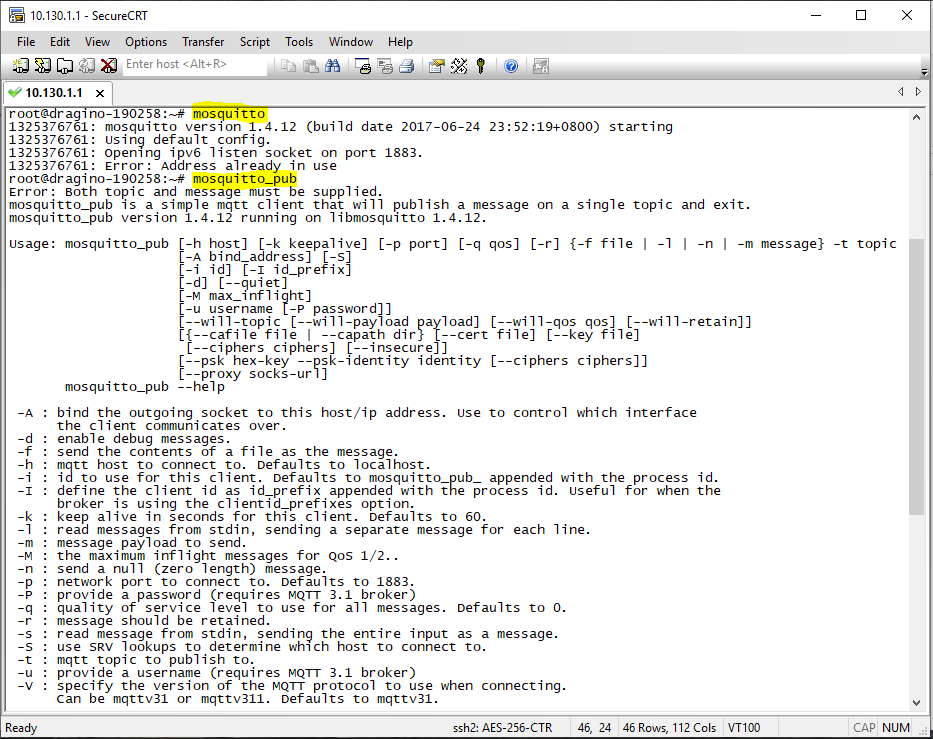 10.130.1.1 - SecureCRT
File Edit View Options Transfer Script Tools Window Help
Enter host <Alt+R>
10.130.1.1
root@dragino-190258:~# mosquitto
1325376761: mosquitto version 1.4.12 (build date 2017-06-24 23:52:19+0800) starting
1325376761: Using default config.
1325376761: Opening ipv6 listen socket on port 1883.
1325376761: Error: Address already in use
root@dragino-190258:~# mosquitto_pub
Error: Both topic and message must be supplied.
mosquitto_pub is a simple mqtt client that will publish a message on a single topic and exit.
mosquitto_pub version 1.4.12 running on libmosquitto 1.4.12.
Usage: mosquitto_pub [-h host] [-k keepalive] [-p port] [-q qos] [-r] {-f file | -l | -n | -m message} -t topic
[-A bind_address] [-S]
[-i id] [-I id_prefix]
[-d] [--quiet]
[-M max_inflight]
[-u username [-P password]]
[--will-topic [--will-payload payload] [--will-qos qos] [--will-retain]]
[{--cafile file | --capath dir} [--cert file] [--key file]
[--ciphers ciphers] [--insecure]]
[--psk hex-key --psk-identity identity [--ciphers ciphers]]
[--proxy socks-url]
mosquitto_pub --help
-A : bind the outgoing socket to this host/ip address. Use to control which interface
the client communicates over.
-d : enable debug messages.
-f : send the contents of a file as the message.
-h : mqtt host to connect to. Defaults to localhost.
-i : id to use for this client. Defaults to mosquitto_pub_ appended with the process id.
-I : define the client id as id_prefix appended with the process id. Useful for when the
broker is using the clientid_prefixes option.
-k : keep alive in seconds for this client. Defaults to 60.
-l : read messages from stdin, sending a separate message for each line.
-m : message payload to send.
-M : the maximum inflight messages for QoS 1/2..
-n : send a null (zero length) message.
-p : network port to connect to. Defaults to 1883.
-P : provide a password (requires MQTT 3.1 broker)
-q : quality of service level to use for all messages. Defaults to 0.
-r : message should be retained.
-s : read message from stdin, sending the entire input as a message.
-S : use SRV lookups to determine which host to connect to.
-t : mqtt topic to publish to.
-u : provide a username (requires MQTT 3.1 broker)
-V : specify the version of the MQTT protocol to use when connecting.
Can be mqttv31 or mqttv311. Defaults to mqttv31.
Ready ssh2: AES-256-CTR 46, 24 46 Rows, 112 Cols VT100 CAP NUM